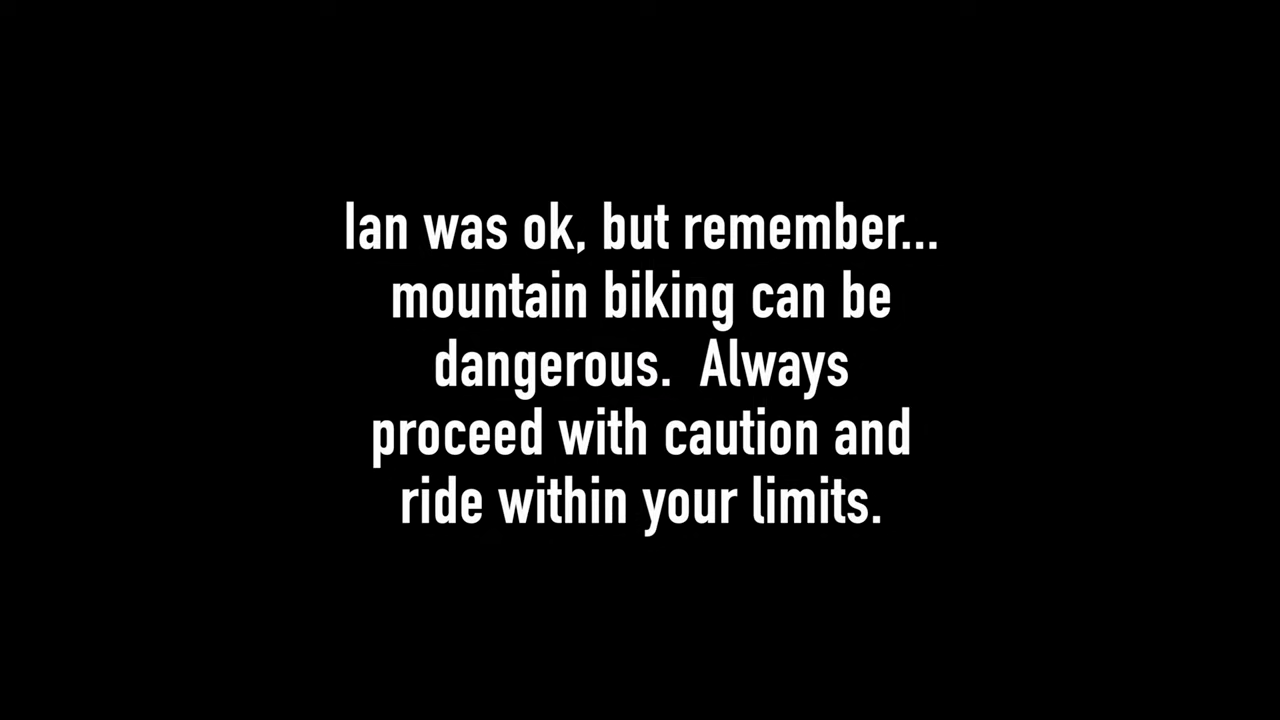 Ian was ok, but remember...
mountain biking can be
dangerous.  Always
proceed with caution and
ride within your limits.